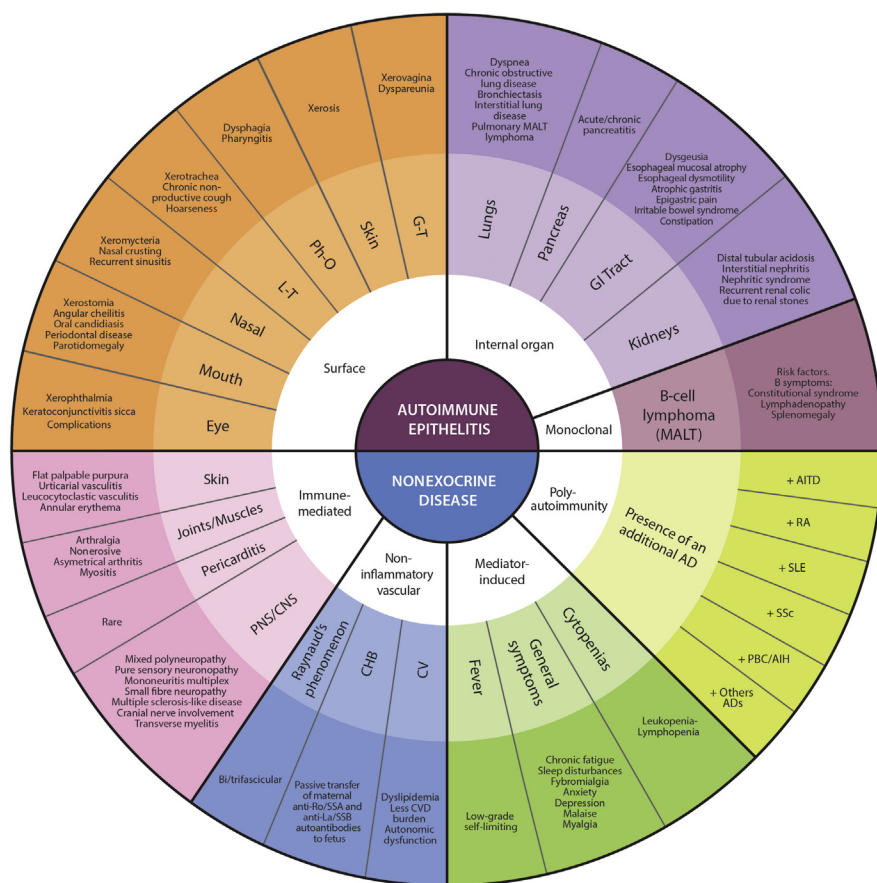 AUTOIMMUNE
EPITHELITIS
Surface
Eye
Xerophthalmia
Keratoconjunctivitis sicca
Complications
Mouth
Xerostomia
Angular cheilitis
Oral candidiasis
Periodontal disease
Parotidomegaly
Nasal
Xeromycteria
Nasal crusting
Recurrent sinusitis
L-T
Xerotrachea
Chronic non-
productive cough
Hoarseness
Ph-O
Dysphagia
Pharyngitis
Skin
Xerosis
G-T
Xerovagina
Dyspareunia
Internal organ
Lungs
Dyspnea
Chronic obstructive
lung disease
Bronchiectasis
Interstitial lung
disease
Pulmonary MALT
lymphoma
Pancreas
Acute/chronic
pancreatitis
GI Tract
Dysgeusia
Esophageal mucosal atrophy
Esophageal dysmotility
Atrophic gastritis
Epigastric pain
Irritable bowel syndrome
Constipation
Kidneys
Distal tubular acidosis
Interstitial nephritis
Nephritic syndrome
Recurrent renal colic
due to renal stones
Monoclonal
B-cell
lymphoma
(MALT)
Risk factors.
B symptoms:
Constitutional syndrome
Lymphadenopathy
Splenomegaly
NONEXOCRINE
DISEASE
Poly-
autoimmunity
Presence of an
additional AD
+ AITD
+ RA
+ SLE
+ SSc
+ PBC/AIH
+ Others
ADs
Mediator-
induced
Cytopenias
Leukopenia-
Lymphopenia
General
symptoms
Chronic fatigue
Sleep disturbances
Fybromialgia
Anxiety
Depression
Malaise
Myalgia
Fever
Low-grade
self-limiting
Non-
inflammatory
vascular
CV
Dyslipidemia
Less CVD
burden
Autonomic
dysfunction
CHB
Passive transfer
of maternal
anti-Ro/SSA and
anti-La/SSB
autoantibodies
to fetus
Raynaud's
phenomenon
Bi/trifascicular
Immune-
mediated
PNS/CNS
Mixed polyneuropathy
Pure sensory neuronopathy
Mononeuritis multiplex
Small fibre neuropathy
Multiple sclerosis-like disease
Cranial nerve involvement
Transverse myelitis
Pericarditis
Rare
Joints/Muscles
Arthralgia
Nonerosive
Asymetrical arthritis
Myositis
Skin
Flat palpable purpura
Urticarial vasculitis
Leucocytoclastic vasculitis
Annular erythema